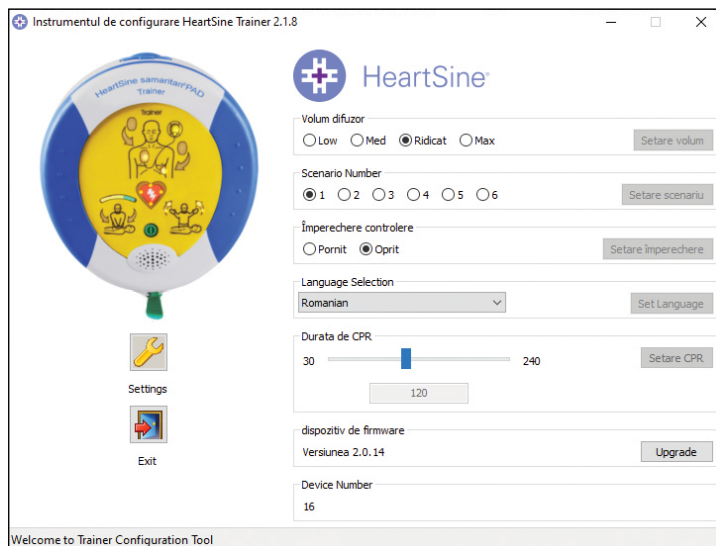 Instrumentul de configurare HeartSine Trainer 2.1.8
HeartSine samaritan PAD
Trainer
Trainer
HeartSine
Volum difuzor
Low Med Ridicat Max Setare volum
Scenario Number
1 2 3 4 5 6 Setare scenariu
Împerechere controlere
Pornit Oprit Setare împerechere
Language Selection
Romanian Set Language
Durata de CPR
30 240 Setare CPR
120
dispozitiv de firmware
Versiunea 2.0.14 Upgrade
Device Number
16
Settings
Exit
Welcome to Trainer Configuration Tool